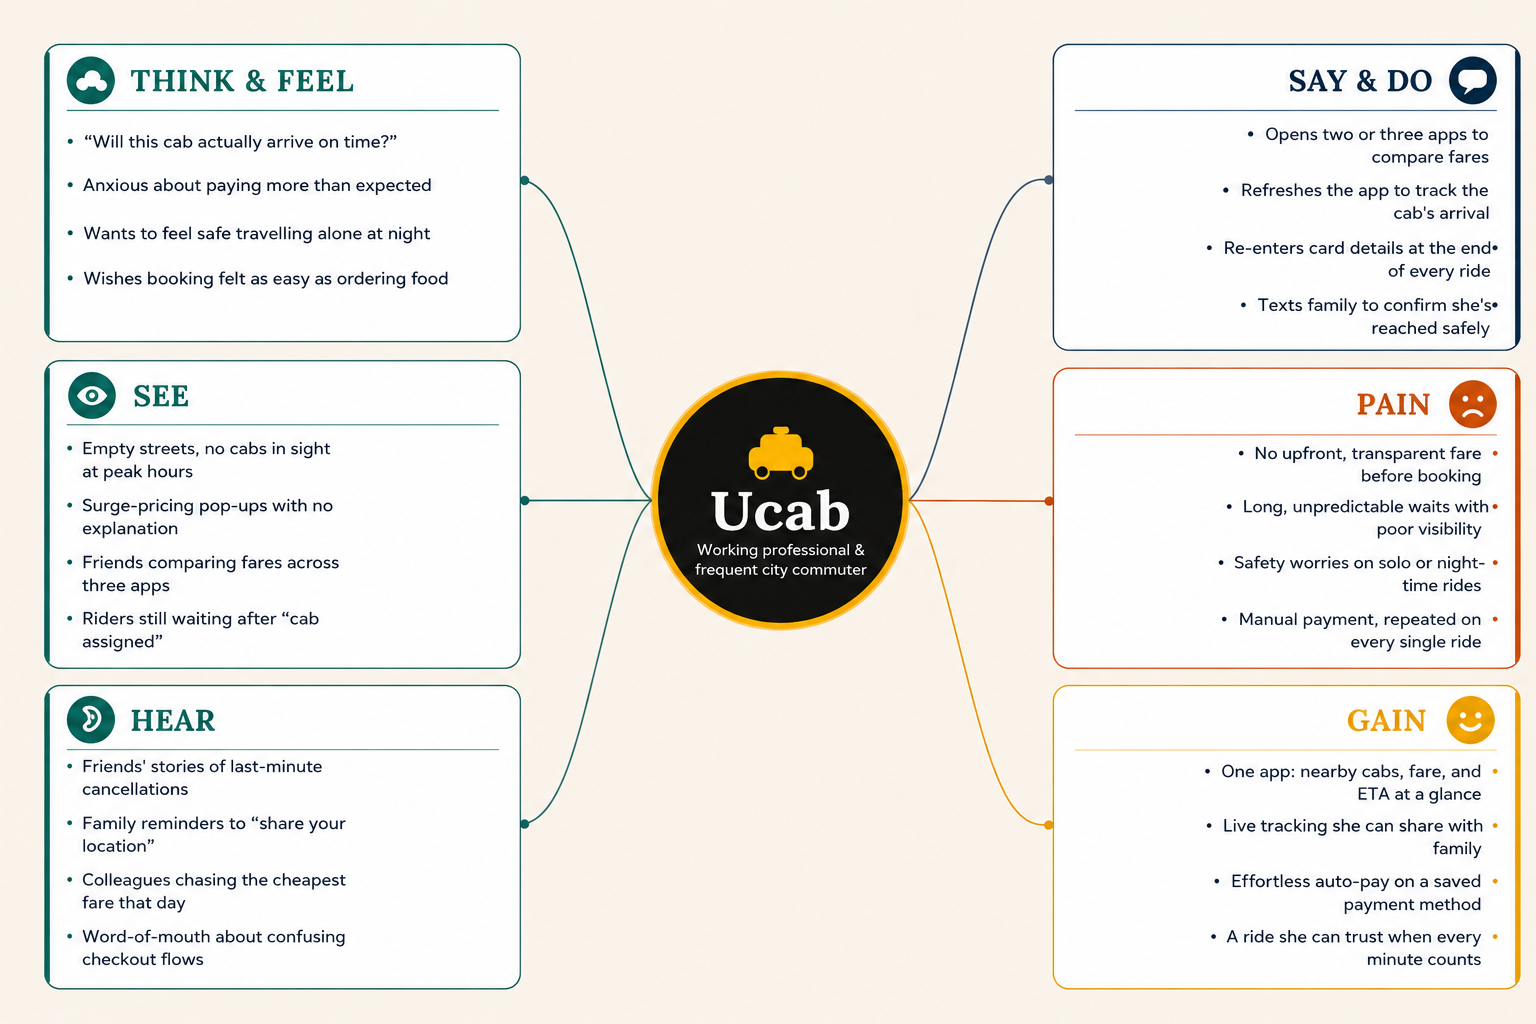 THINK & FEEL
• “Will this cab actually arrive on time?”
• Anxious about paying more than expected
• Wants to feel safe travelling alone at night
• Wishes booking felt as easy as ordering food
SEE
• Empty streets, no cabs in sight
at peak hours
• Surge-pricing pop-ups with no
explanation
• Friends comparing fares across
three apps
• Riders still waiting after “cab
assigned”
HEAR
• Friends' stories of last-minute
cancellations
• Family reminders to “share your
location”
• Colleagues chasing the cheapest
fare that day
• Word-of-mouth about confusing
checkout flows
Ucab
Working professional &
frequent city commuter
SAY & DO
• Opens two or three apps to
compare fares
• Refreshes the app to track the
cab's arrival
• Re-enters card details at the end•
of every ride
• Texts family to confirm she's•
reached safely
PAIN
• No upfront, transparent fare •
before booking
• Long, unpredictable waits with •
poor visibility
• Safety worries on solo or night- •
time rides
• Manual payment, repeated on •
every single ride
GAIN
• One app: nearby cabs, fare, and •
ETA at a glance
• Live tracking she can share with •
family
• Effortless auto-pay on a saved •
payment method
• A ride she can trust when every •
minute counts